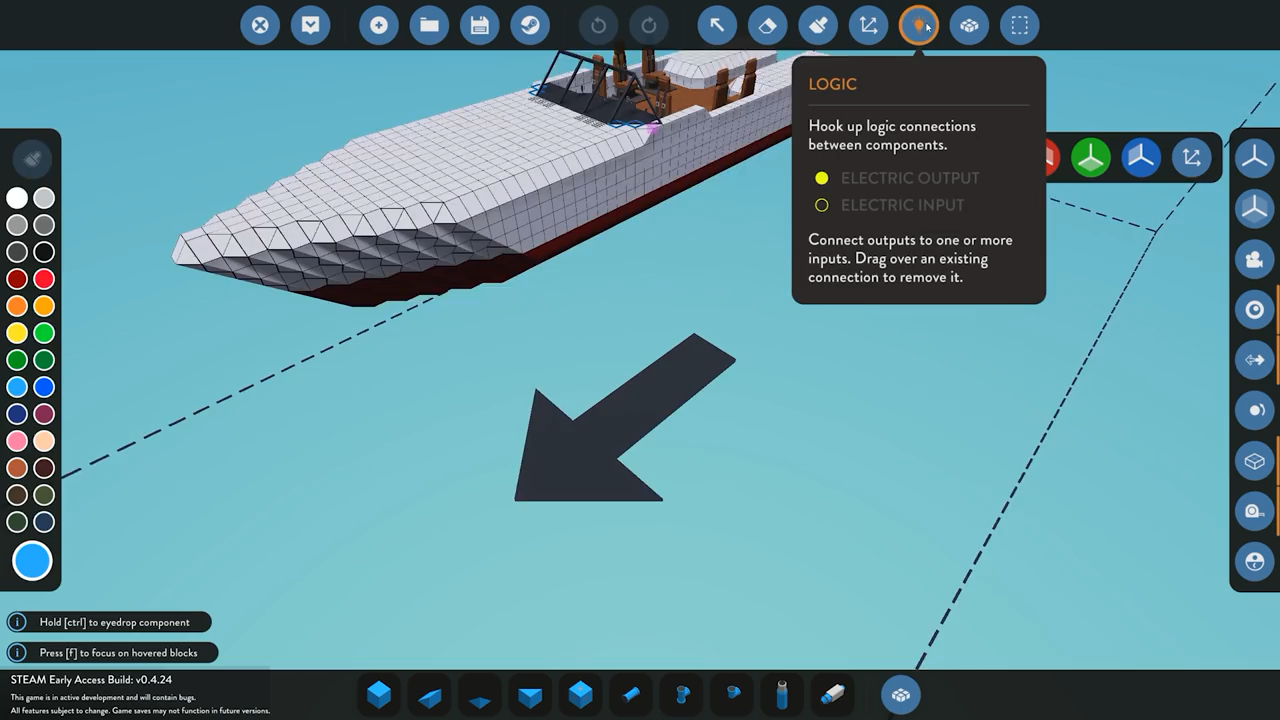 LOGIC
Hook up logic connections
between components.
ELECTRIC OUTPUT
ELECTRIC INPUT
Connect outputs to one or more
inputs. Drag over an existing
connection to remove it.
i Hold [ctrl] to eyedrop component
i Press [f] to focus on hovered blocks
STEAM Early Access Build: v0.4.24
This game is in active development and will contain bugs.
All features subject to change. Game saves may not function in future versions.